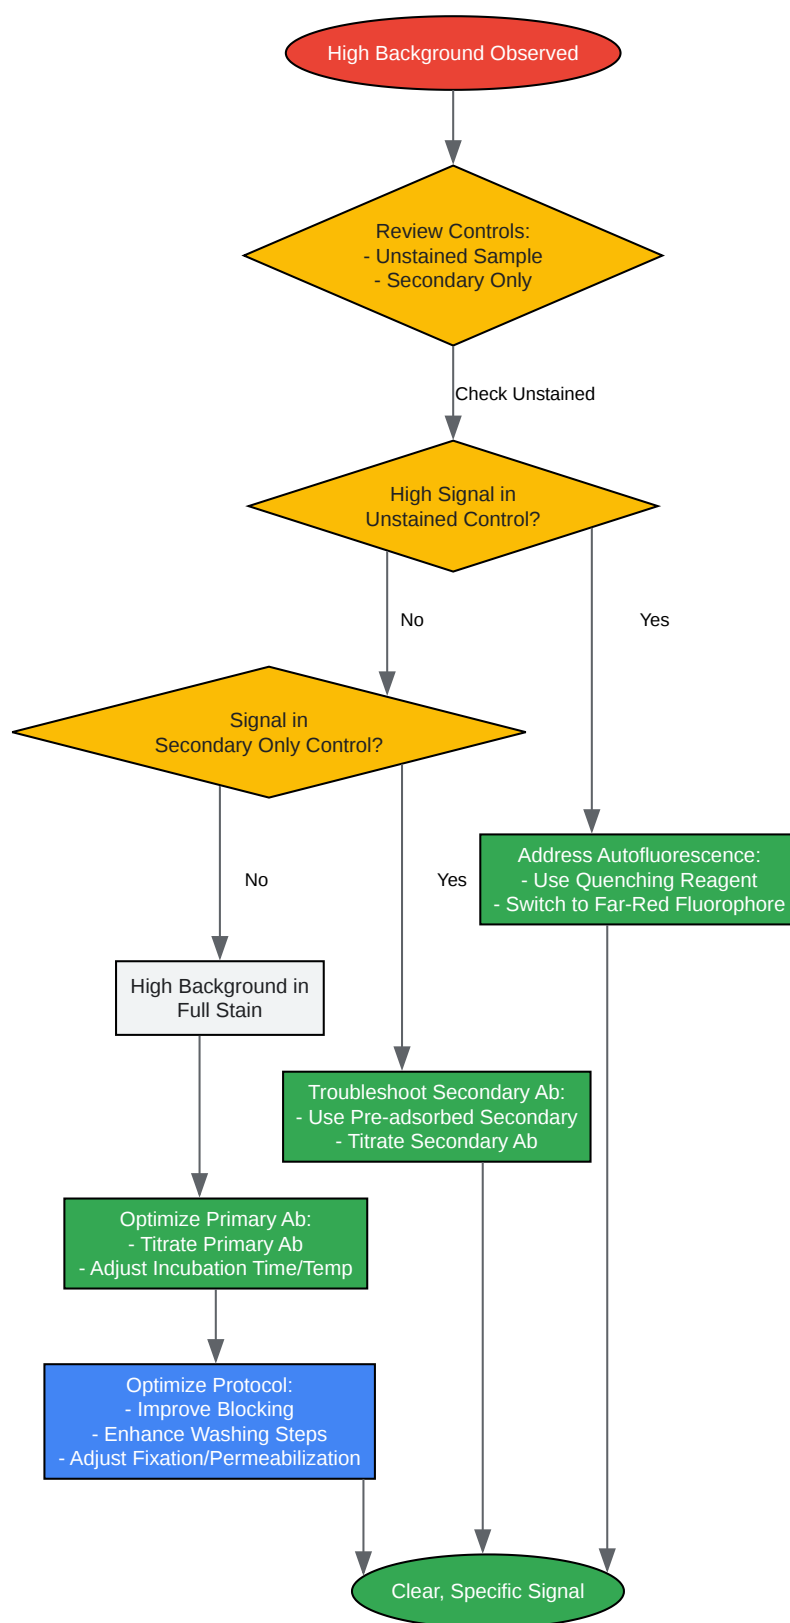 High Background Observed
Review Controls:
- Unstained Sample
- Secondary Only
Check Unstained
High Signal in
Unstained Control?
No
Yes
Signal in
Secondary Only Control?
No
Yes
Address Autofluorescence:
- Use Quenching Reagent
- Switch to Far-Red Fluorophore
High Background in
Full Stain
Troubleshoot Secondary Ab:
- Use Pre-adsorbed Secondary
- Titrate Secondary Ab
Optimize Primary Ab:
- Titrate Primary Ab
- Adjust Incubation Time/Temp
Optimize Protocol:
- Improve Blocking
- Enhance Washing Steps
- Adjust Fixation/Permeabilization
Clear, Specific Signal